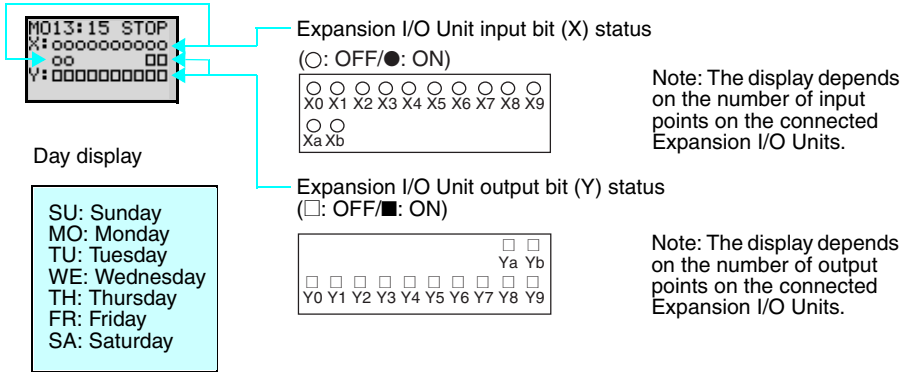 MO13:15 STOP
X:○○○○○○○○○○
○○ □□
Y:□□□□□□□□□□
Expansion I/O Unit input bit (X) status
(○: OFF/●: ON)
X0 X1 X2 X3 X4 X5 X6 X7 X8 X9
Xa Xb
Note: The display depends
on the number of input
points on the connected
Expansion I/O Units.
Day display
SU: Sunday
MO: Monday
TU: Tuesday
WE: Wednesday
TH: Thursday
FR: Friday
SA: Saturday
Expansion I/O Unit output bit (Y) status
(□: OFF/■: ON)
Ya Yb
Y0 Y1 Y2 Y3 Y4 Y5 Y6 Y7 Y8 Y9
Note: The display depends
on the number of output
points on the connected
Expansion I/O Units.